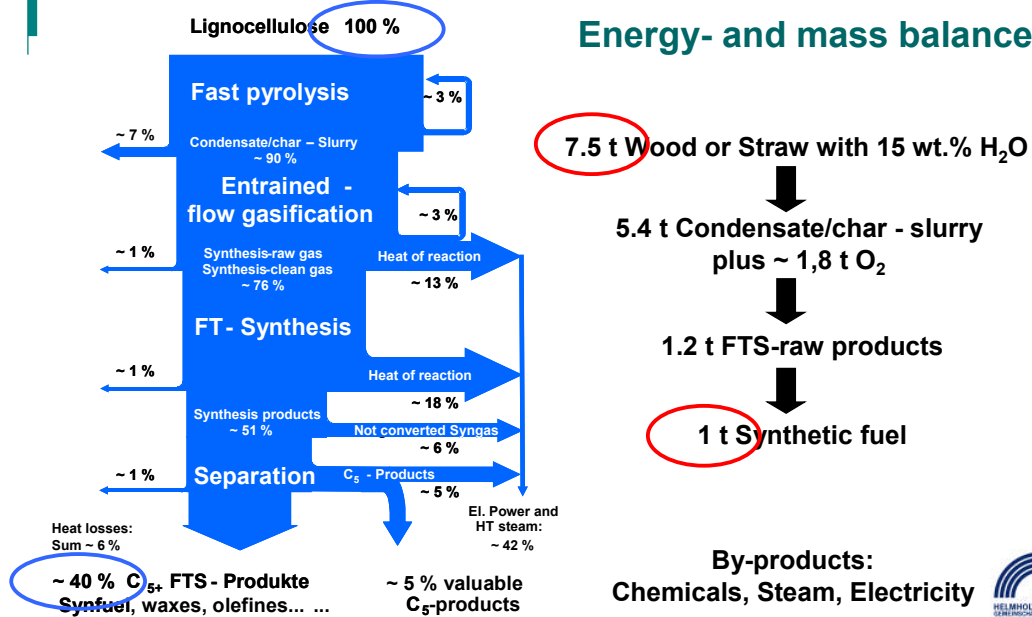 Lignocellulose 100 %
Energy- and mass balance
Fast pyrolysis
~ 3 %
~ 7 %
Condensate/char – Slurry
~ 90 %
Entrained -
flow gasification
~ 3 %
~ 1 %
Synthesis-raw gas
Synthesis-clean gas
~ 76 %
Heat of reaction
~ 13 %
FT - Synthesis
~ 1 %
Heat of reaction
~ 18 %
Synthesis products
~ 51 %
Not converted Syngas
~ 6 %
~ 1 %
Separation
C5 - Products
~ 5 %
El. Power and
HT steam:
~ 42 %
Heat losses:
Sum ~ 6 %
~ 40 % C5+ FTS - Produkte
Synfuel, waxes, olefines... ...
~ 5 % valuable
C5-products
7.5 t Wood or Straw with 15 wt.% H2O
5.4 t Condensate/char - slurry
plus ~ 1,8 t O2
1.2 t FTS-raw products
1 t Synthetic fuel
By-products:
Chemicals, Steam, Electricity